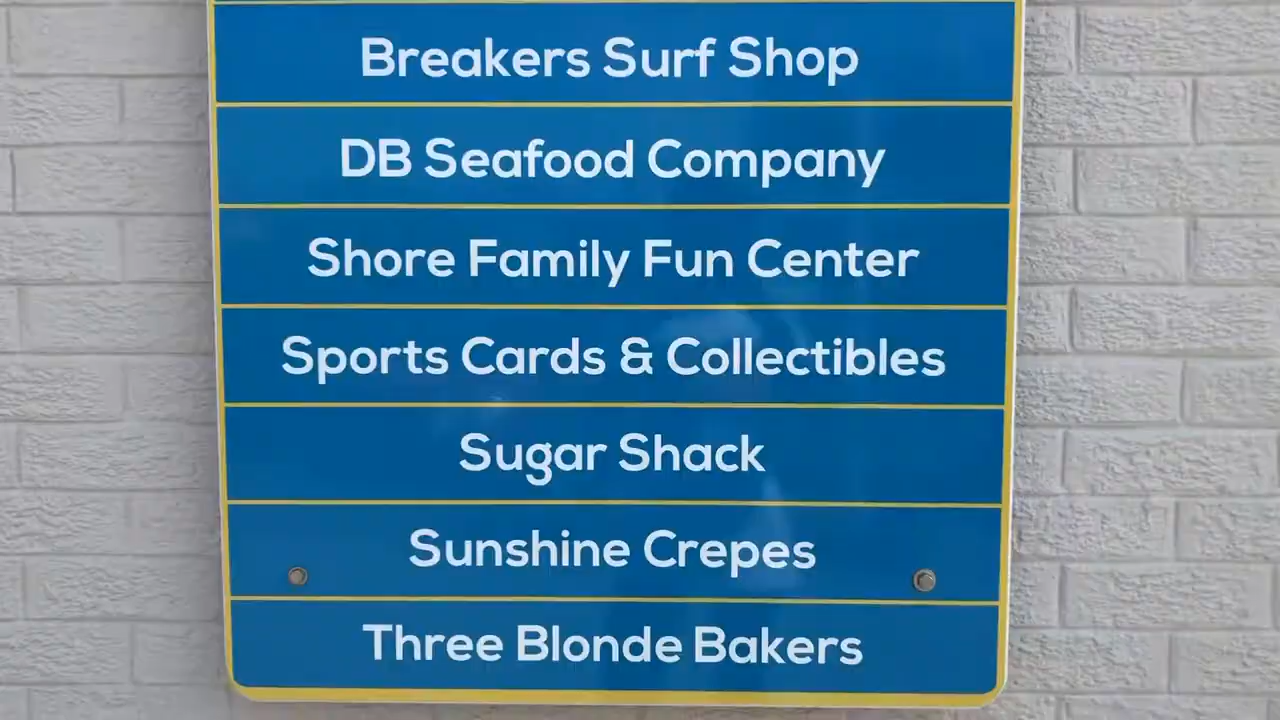 Breakers Surf Shop
DB Seafood Company
Shore Family Fun Center
Sports Cards & Collectibles
Sugar Shack
Sunshine Crepes
Three Blonde Bakers